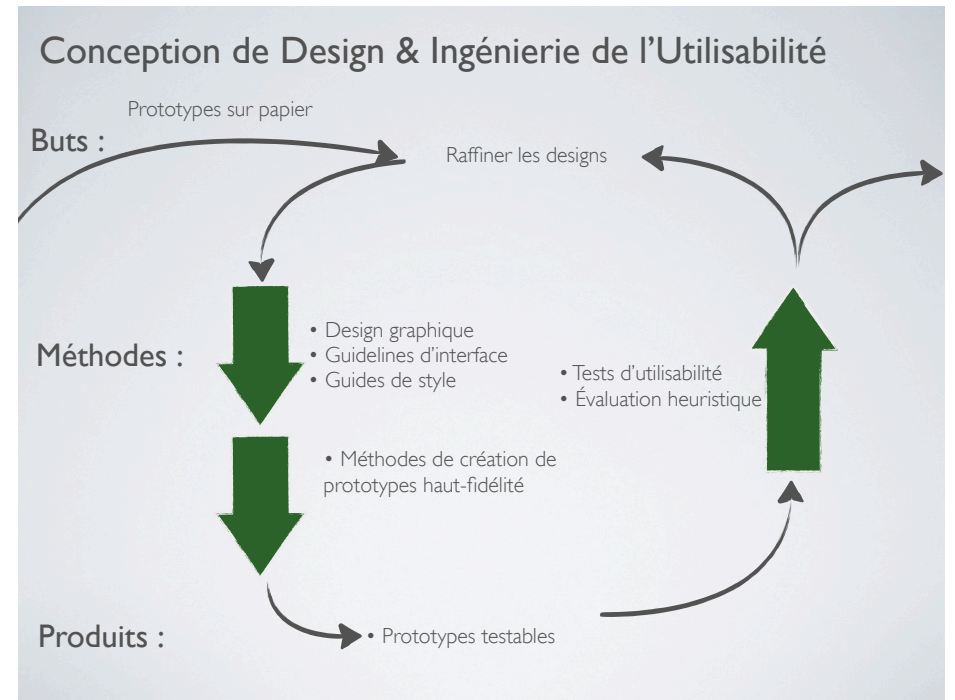 Conception de Design & Ingénierie de l'Utilisabilité
Prototypes sur papier
Buts :
Raffiner les designs
Méthodes :
• Design graphique
• Guidelines d'interface
• Guides de style
• Tests d'utilisabilité
• Évaluation heuristique
• Méthodes de création de
prototypes haut-fidélité
Produits :
• Prototypes testables